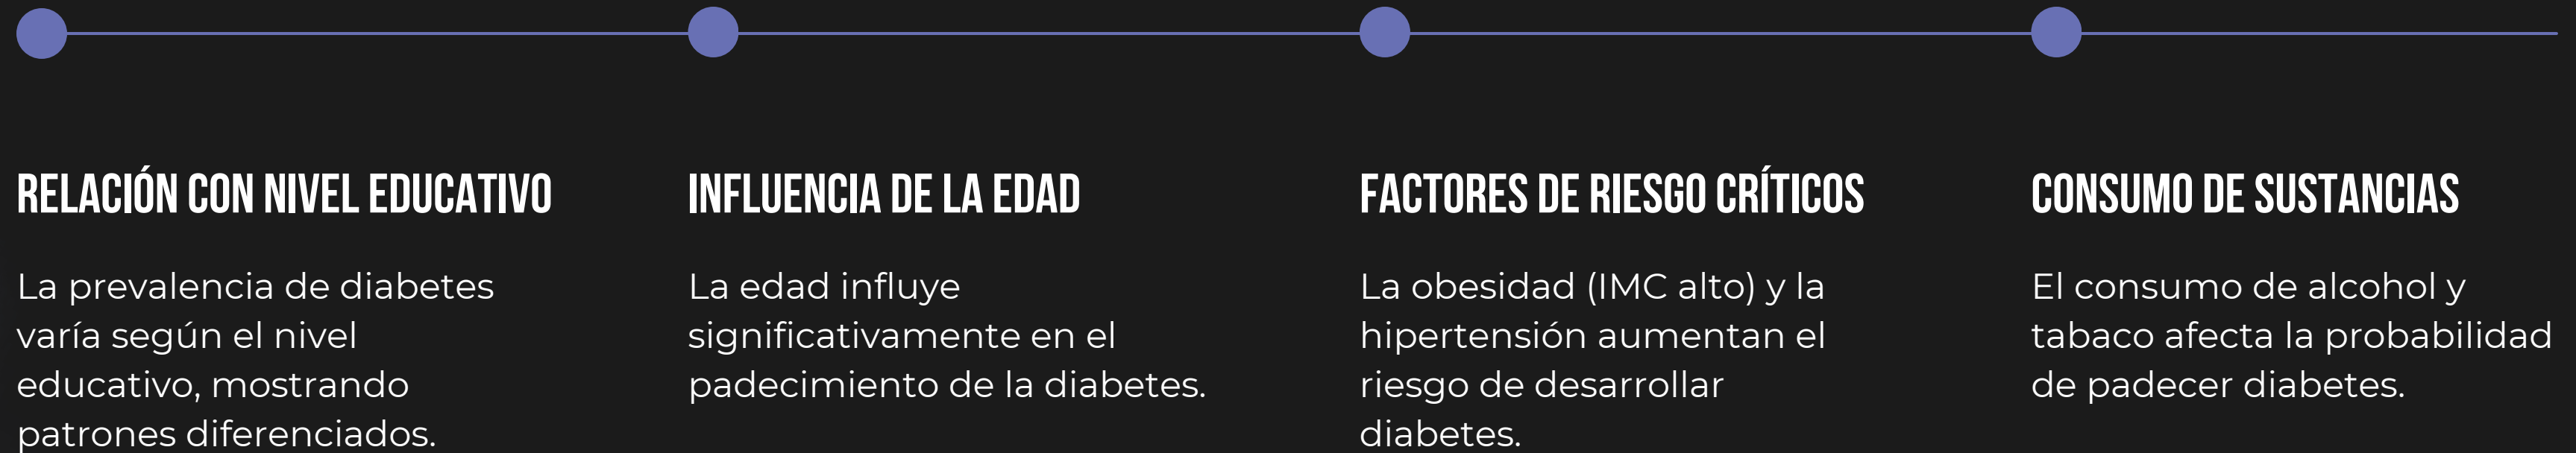 RELACIÓN CON NIVEL EDUCATIVO
La prevalencia de diabetes
varía según el nivel
educativo, mostrando
patrones diferenciados.
INFLUENCIA DE LA EDAD
La edad influye
significativamente en el
padecimiento de la diabetes.
FACTORES DE RIESGO CRÍTICOS
La obesidad (IMC alto) y la
hipertensión aumentan el
riesgo de desarrollar
diabetes.
CONSUMO DE SUSTANCIAS
El consumo de alcohol y
tabaco afecta la probabilidad
de padecer diabetes.